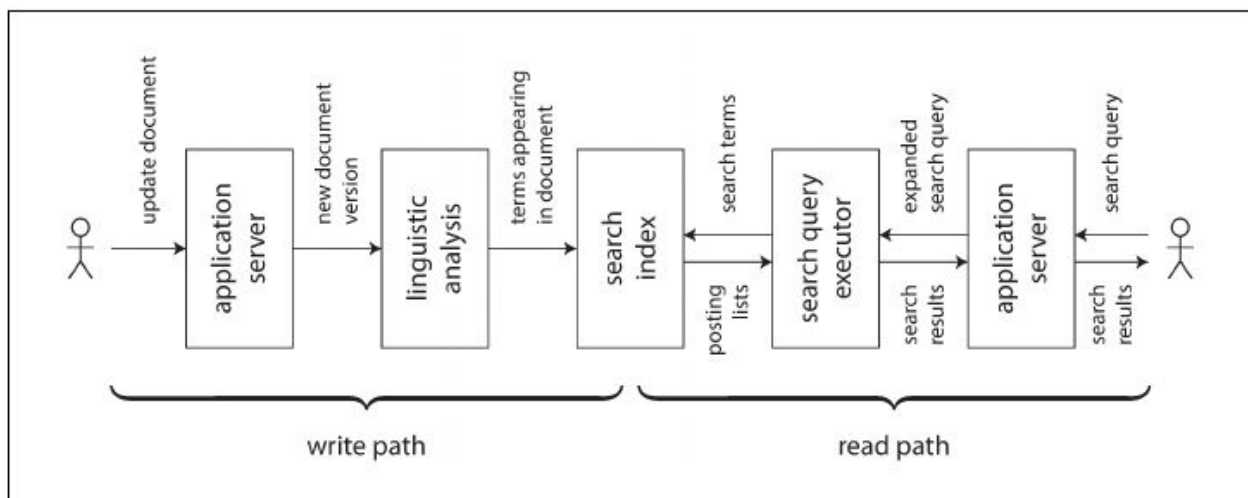 update document
application
server
new document
version
linguistic
analysis
terms appearing
in document
search
index
search terms
posting
lists
search query
executor
expanded
search query
search
results
application
server
search query
search
results
write path
read path